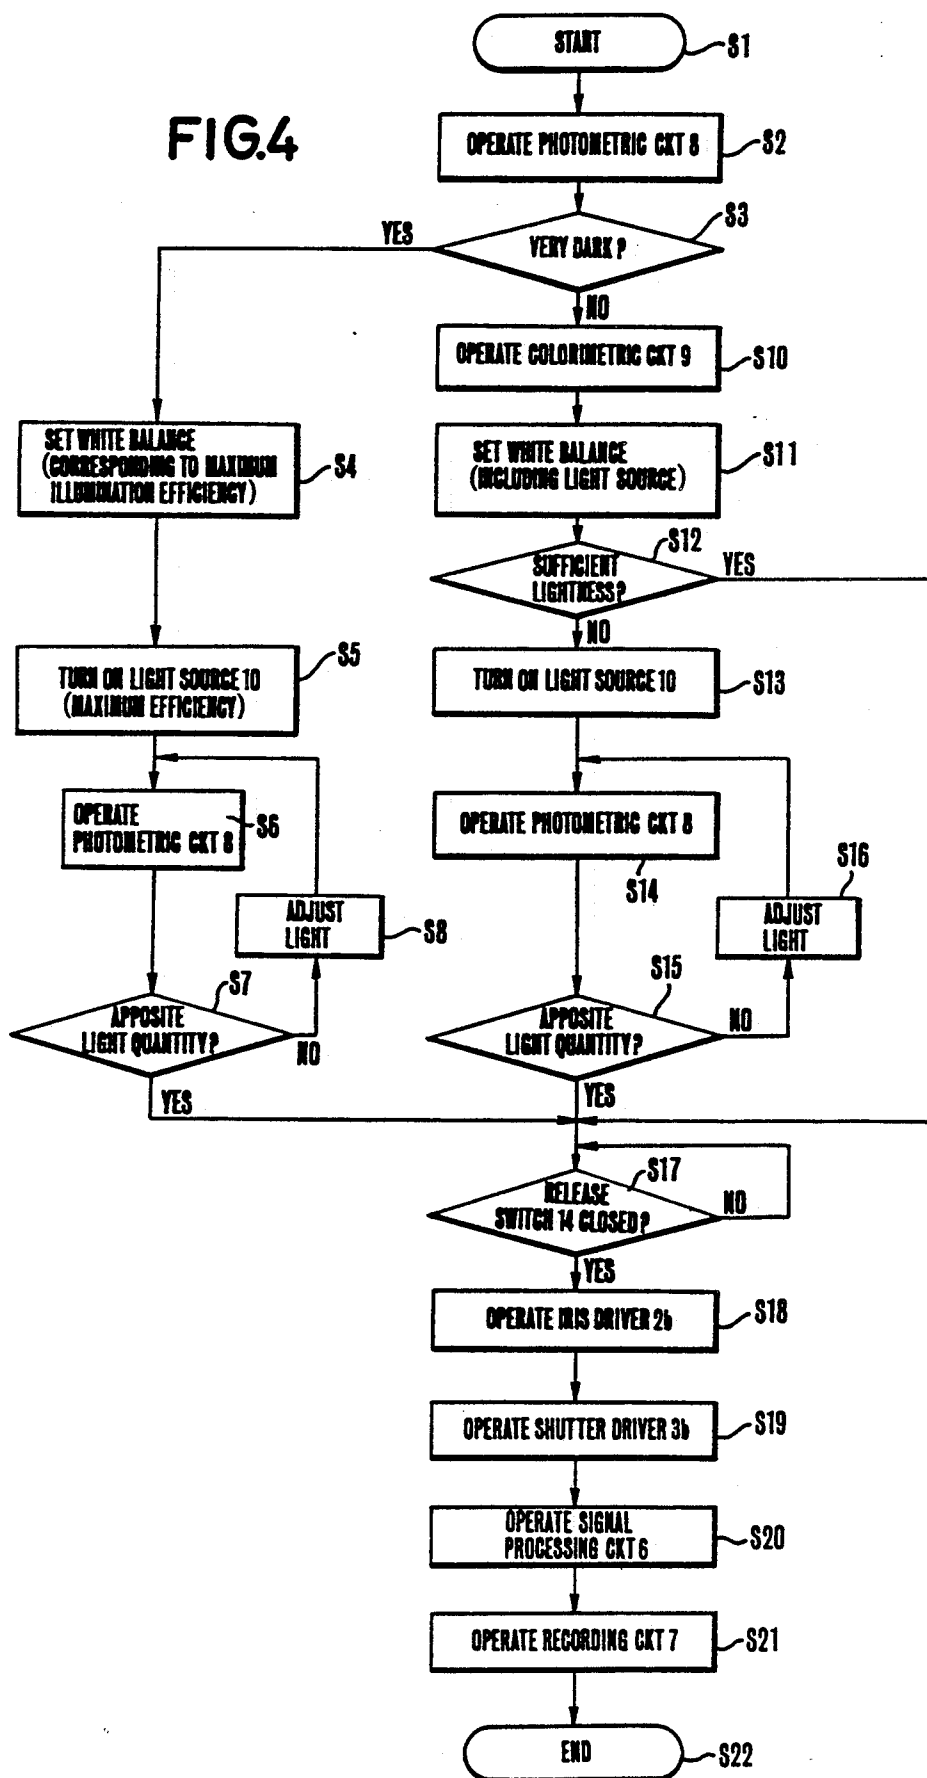 START
S1
FIG.4
OPERATE PHOTOMETRIC CKT 8
S2
S3
YES
VERY DARK ?
NO
OPERATE COLORIMETRIC CKT 9
S10
SET WHITE BALANCE
(CORRESPONDING TO MAXIMUM
ILLUMINATION EFFICIENCY)
S4
SET WHITE BALANCE
(INCLUDING LIGHT SOURCE)
S11
S12
SUFFICIENT
LIGHTNESS?
YES
NO
TURN ON LIGHT SOURCE 10
(MAXIMUM EFFICIENCY)
S5
TURN ON LIGHT SOURCE 10
S13
OPERATE
PHOTOMETRIC CKT 8
S6
OPERATE PHOTOMETRIC CKT 8
S14
ADJUST
LIGHT
S8
S16
ADJUST
LIGHT
S7
APPOSITE
LIGHT QUANTITY?
NO
YES
S15
APPOSITE
LIGHT QUANTITY?
NO
YES
S17
RELEASE
SWITCH 14 CLOSED?
NO
YES
OPERATE IRIS DRIVER 2b
S18
OPERATE SHUTTER DRIVER 3b
S19
OPERATE SIGNAL
PROCESSING CKT 6
S20
OPERATE RECORDING CKT 7
S21
END
S22